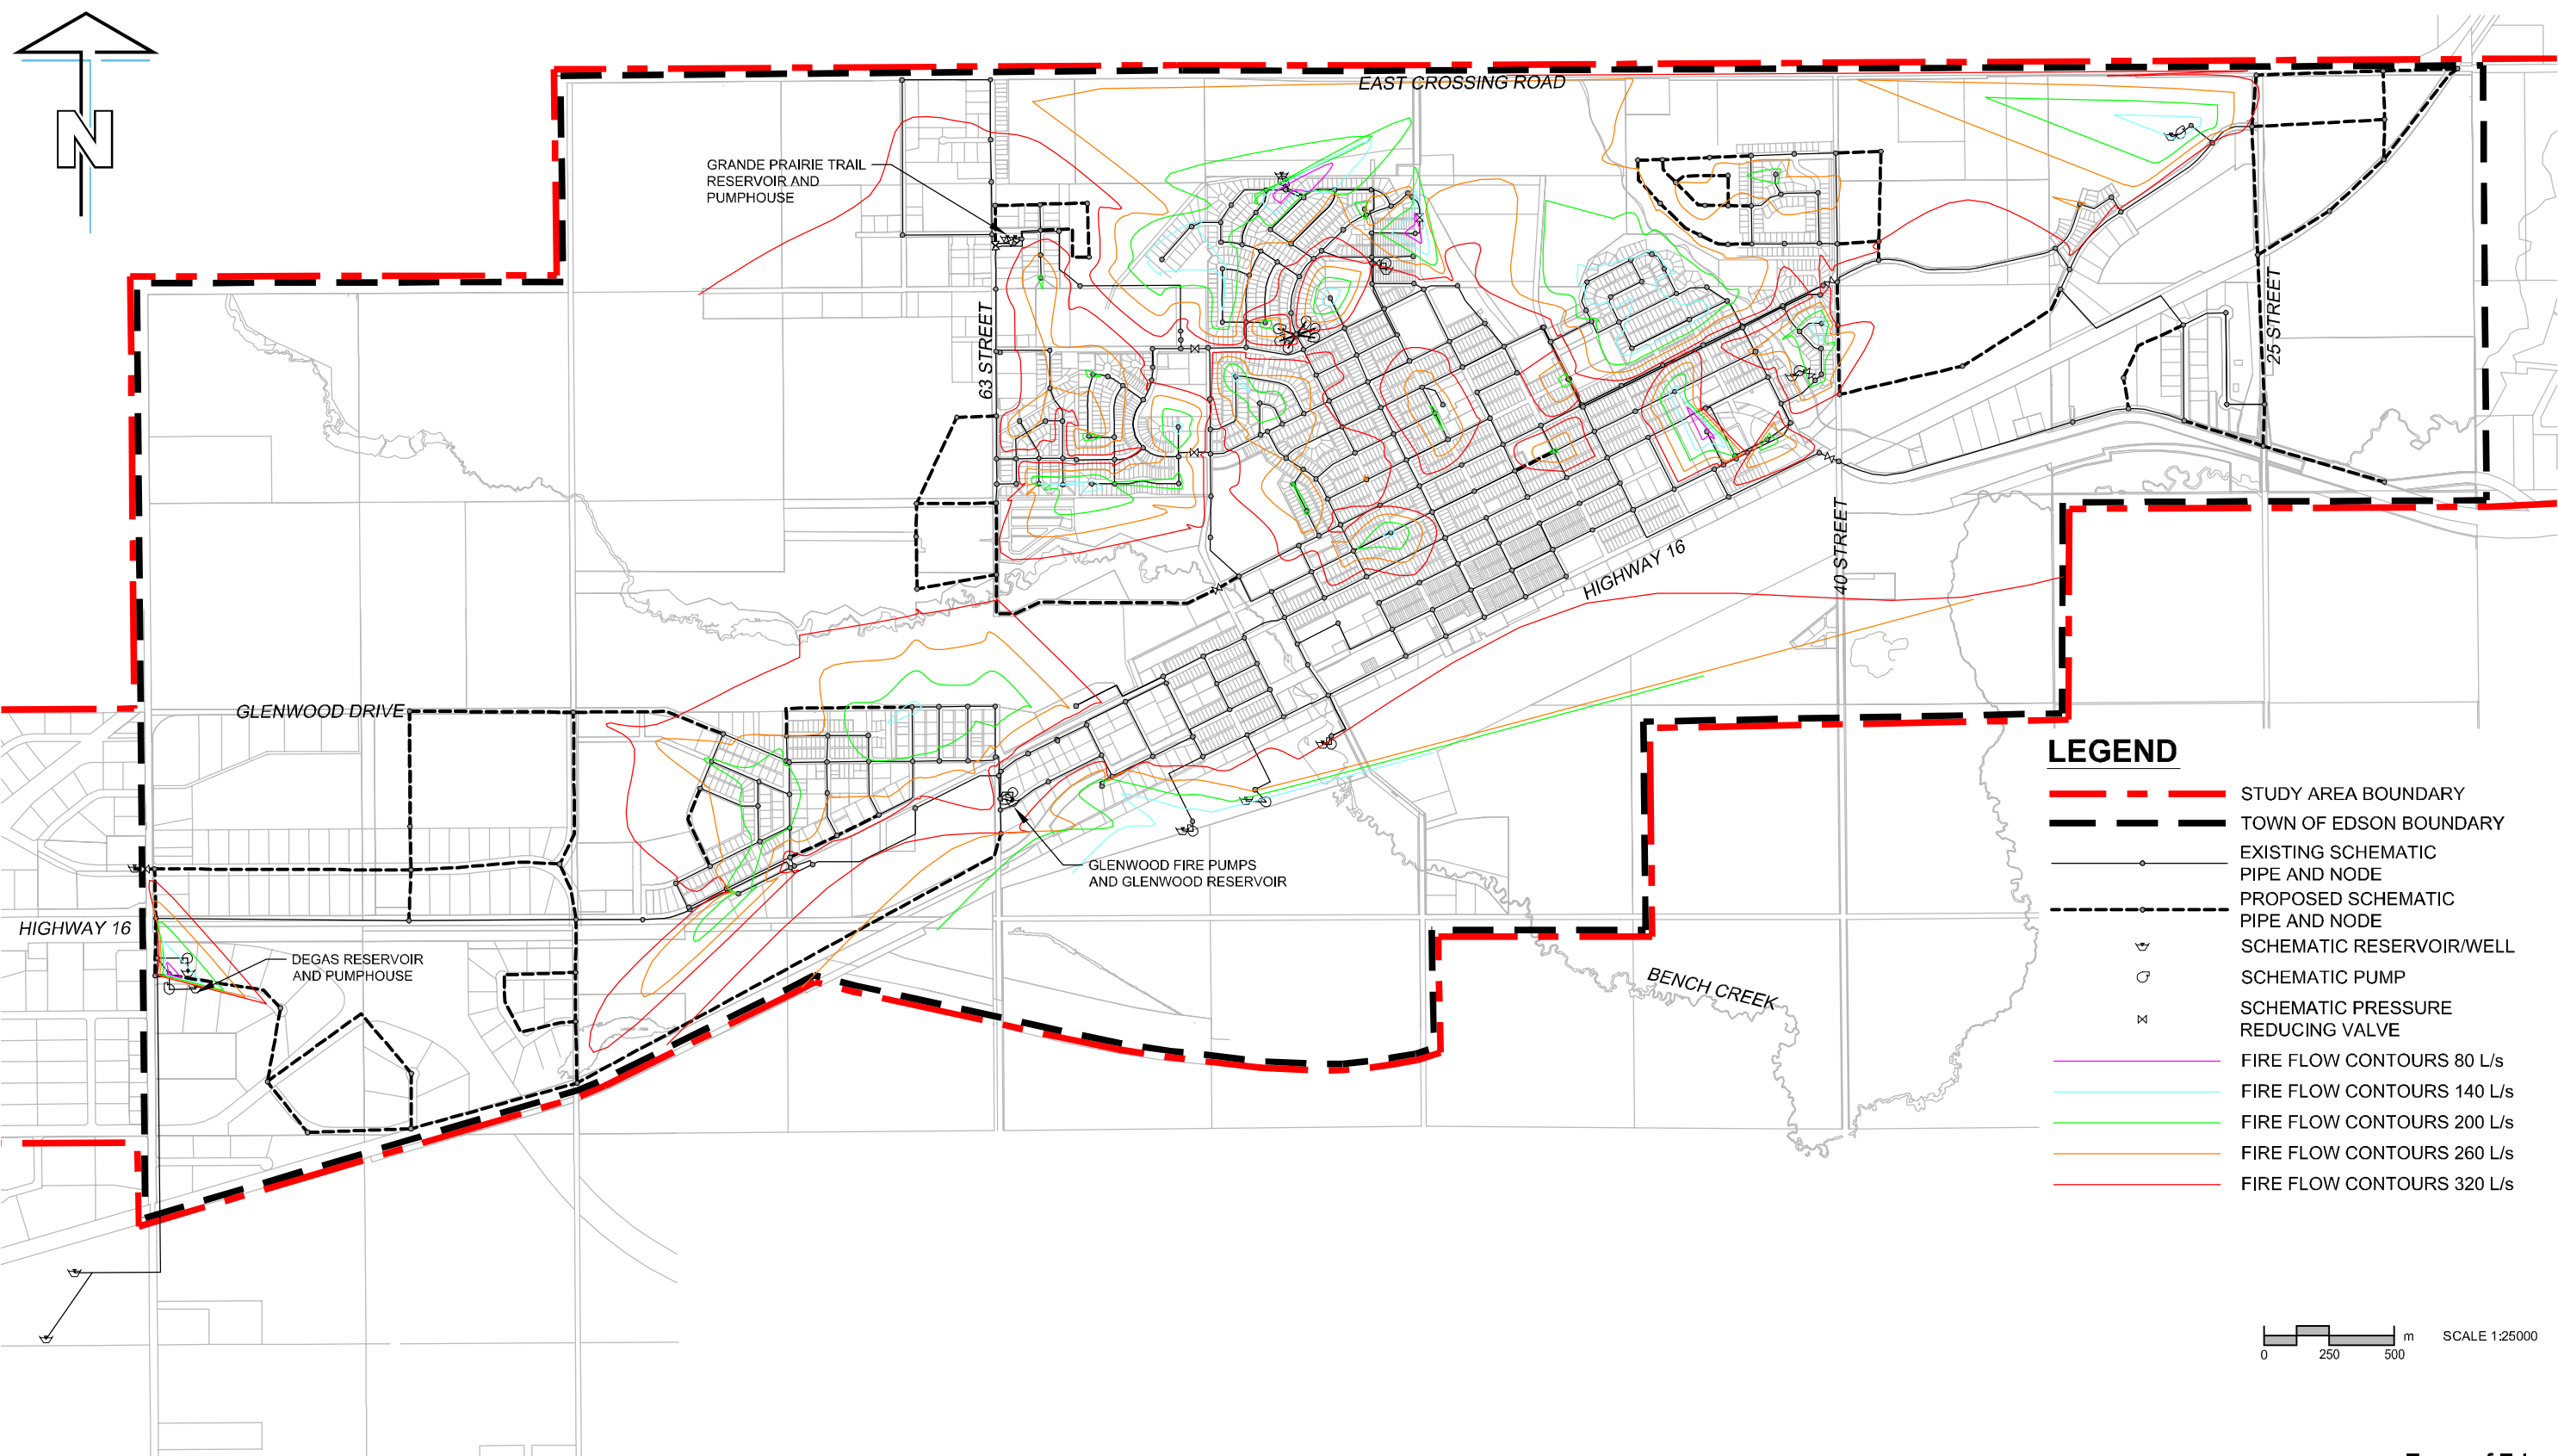 N
EAST CROSSING ROAD
GRANDE PRAIRIE TRAIL
RESERVOIR AND
PUMPHOUSE
63 STREET
25 STREET
40 STREET
HIGHWAY 16
GLENWOOD DRIVE
GLENWOOD FIRE PUMPS
AND GLENWOOD RESERVOIR
HIGHWAY 16
DEGAS RESERVOIR
AND PUMPHOUSE
BENCH CREEK
LEGEND
STUDY AREA BOUNDARY
TOWN OF EDSON BOUNDARY
EXISTING SCHEMATIC
PIPE AND NODE
PROPOSED SCHEMATIC
PIPE AND NODE
SCHEMATIC RESERVOIR/WELL
SCHEMATIC PUMP
SCHEMATIC PRESSURE
REDUCING VALVE
FIRE FLOW CONTOURS 80 L/s
FIRE FLOW CONTOURS 140 L/s
FIRE FLOW CONTOURS 200 L/s
FIRE FLOW CONTOURS 260 L/s
FIRE FLOW CONTOURS 320 L/s
m SCALE 1:25000
0 250 500